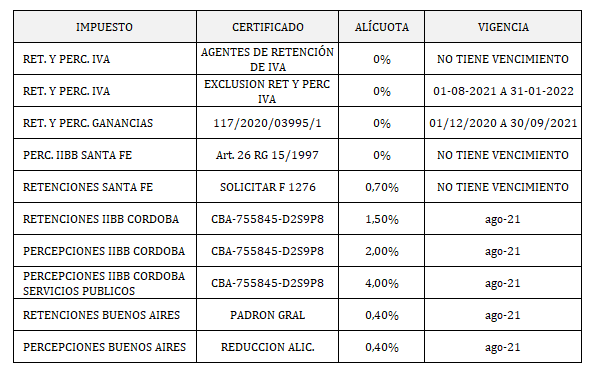 IMPUESTO CERTIFICADO ALÍCUOTA VIGENCIA
RET. Y PERC. IVA AGENTES DE RETENCIÓN DE IVA 0% NO TIENE VENCIMIENTO
RET. Y PERC. IVA EXCLUSION RET Y PERC IVA 0% 01-08-2021 A 31-01-2022
RET. Y PERC. GANANCIAS 117/2020/03995/1 0% 01/12/2020 A 30/09/2021
PERC. IIBB SANTA FE Art. 26 RG 15/1997 0% NO TIENE VENCIMIENTO
RETENCIONES SANTA FE SOLICITAR F 1276 0,70% NO TIENE VENCIMIENTO
RETENCIONES IIBB CORDOBA CBA-755845-D2S9P8 1,50% ago-21
PERCEPCIONES IIBB CORDOBA CBA-755845-D2S9P8 2,00% ago-21
PERCEPCIONES IIBB CORDOBA SERVICIOS PUBLICOS CBA-755845-D2S9P8 4,00% ago-21
RETENCIONES BUENOS AIRES PADRON GRAL 0,40% ago-21
PERCEPCIONES BUENOS AIRES REDUCCION ALIC. 0,40% ago-21